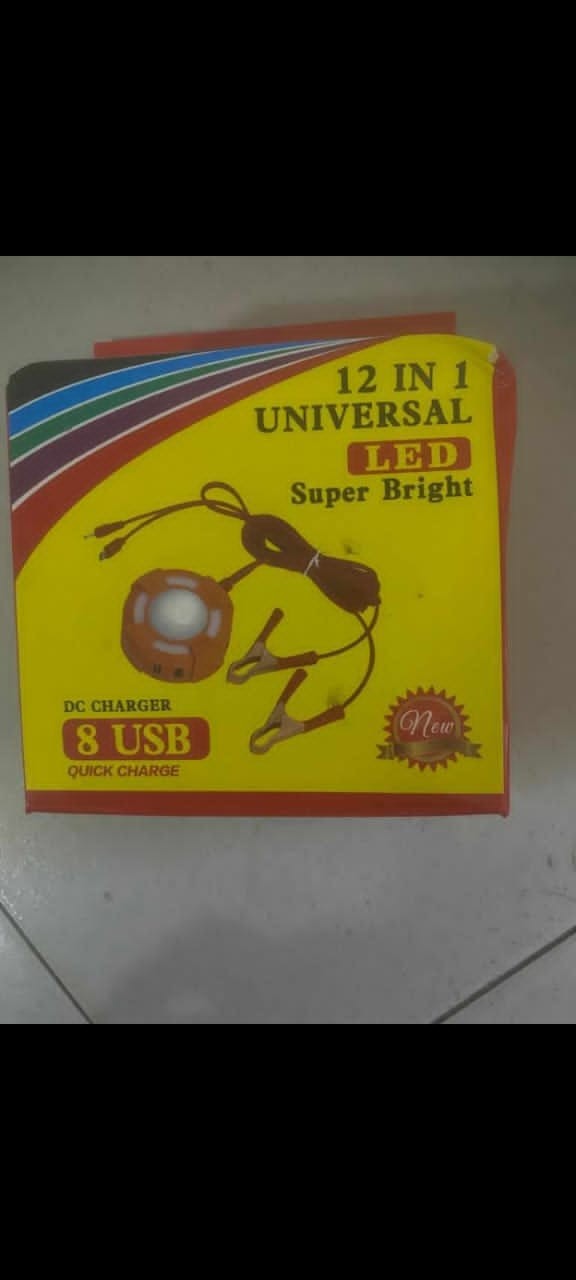 12 IN 1
UNIVERSAL
LED
Super Bright
DC CHARGER
8 USB
QUICK CHARGE
New